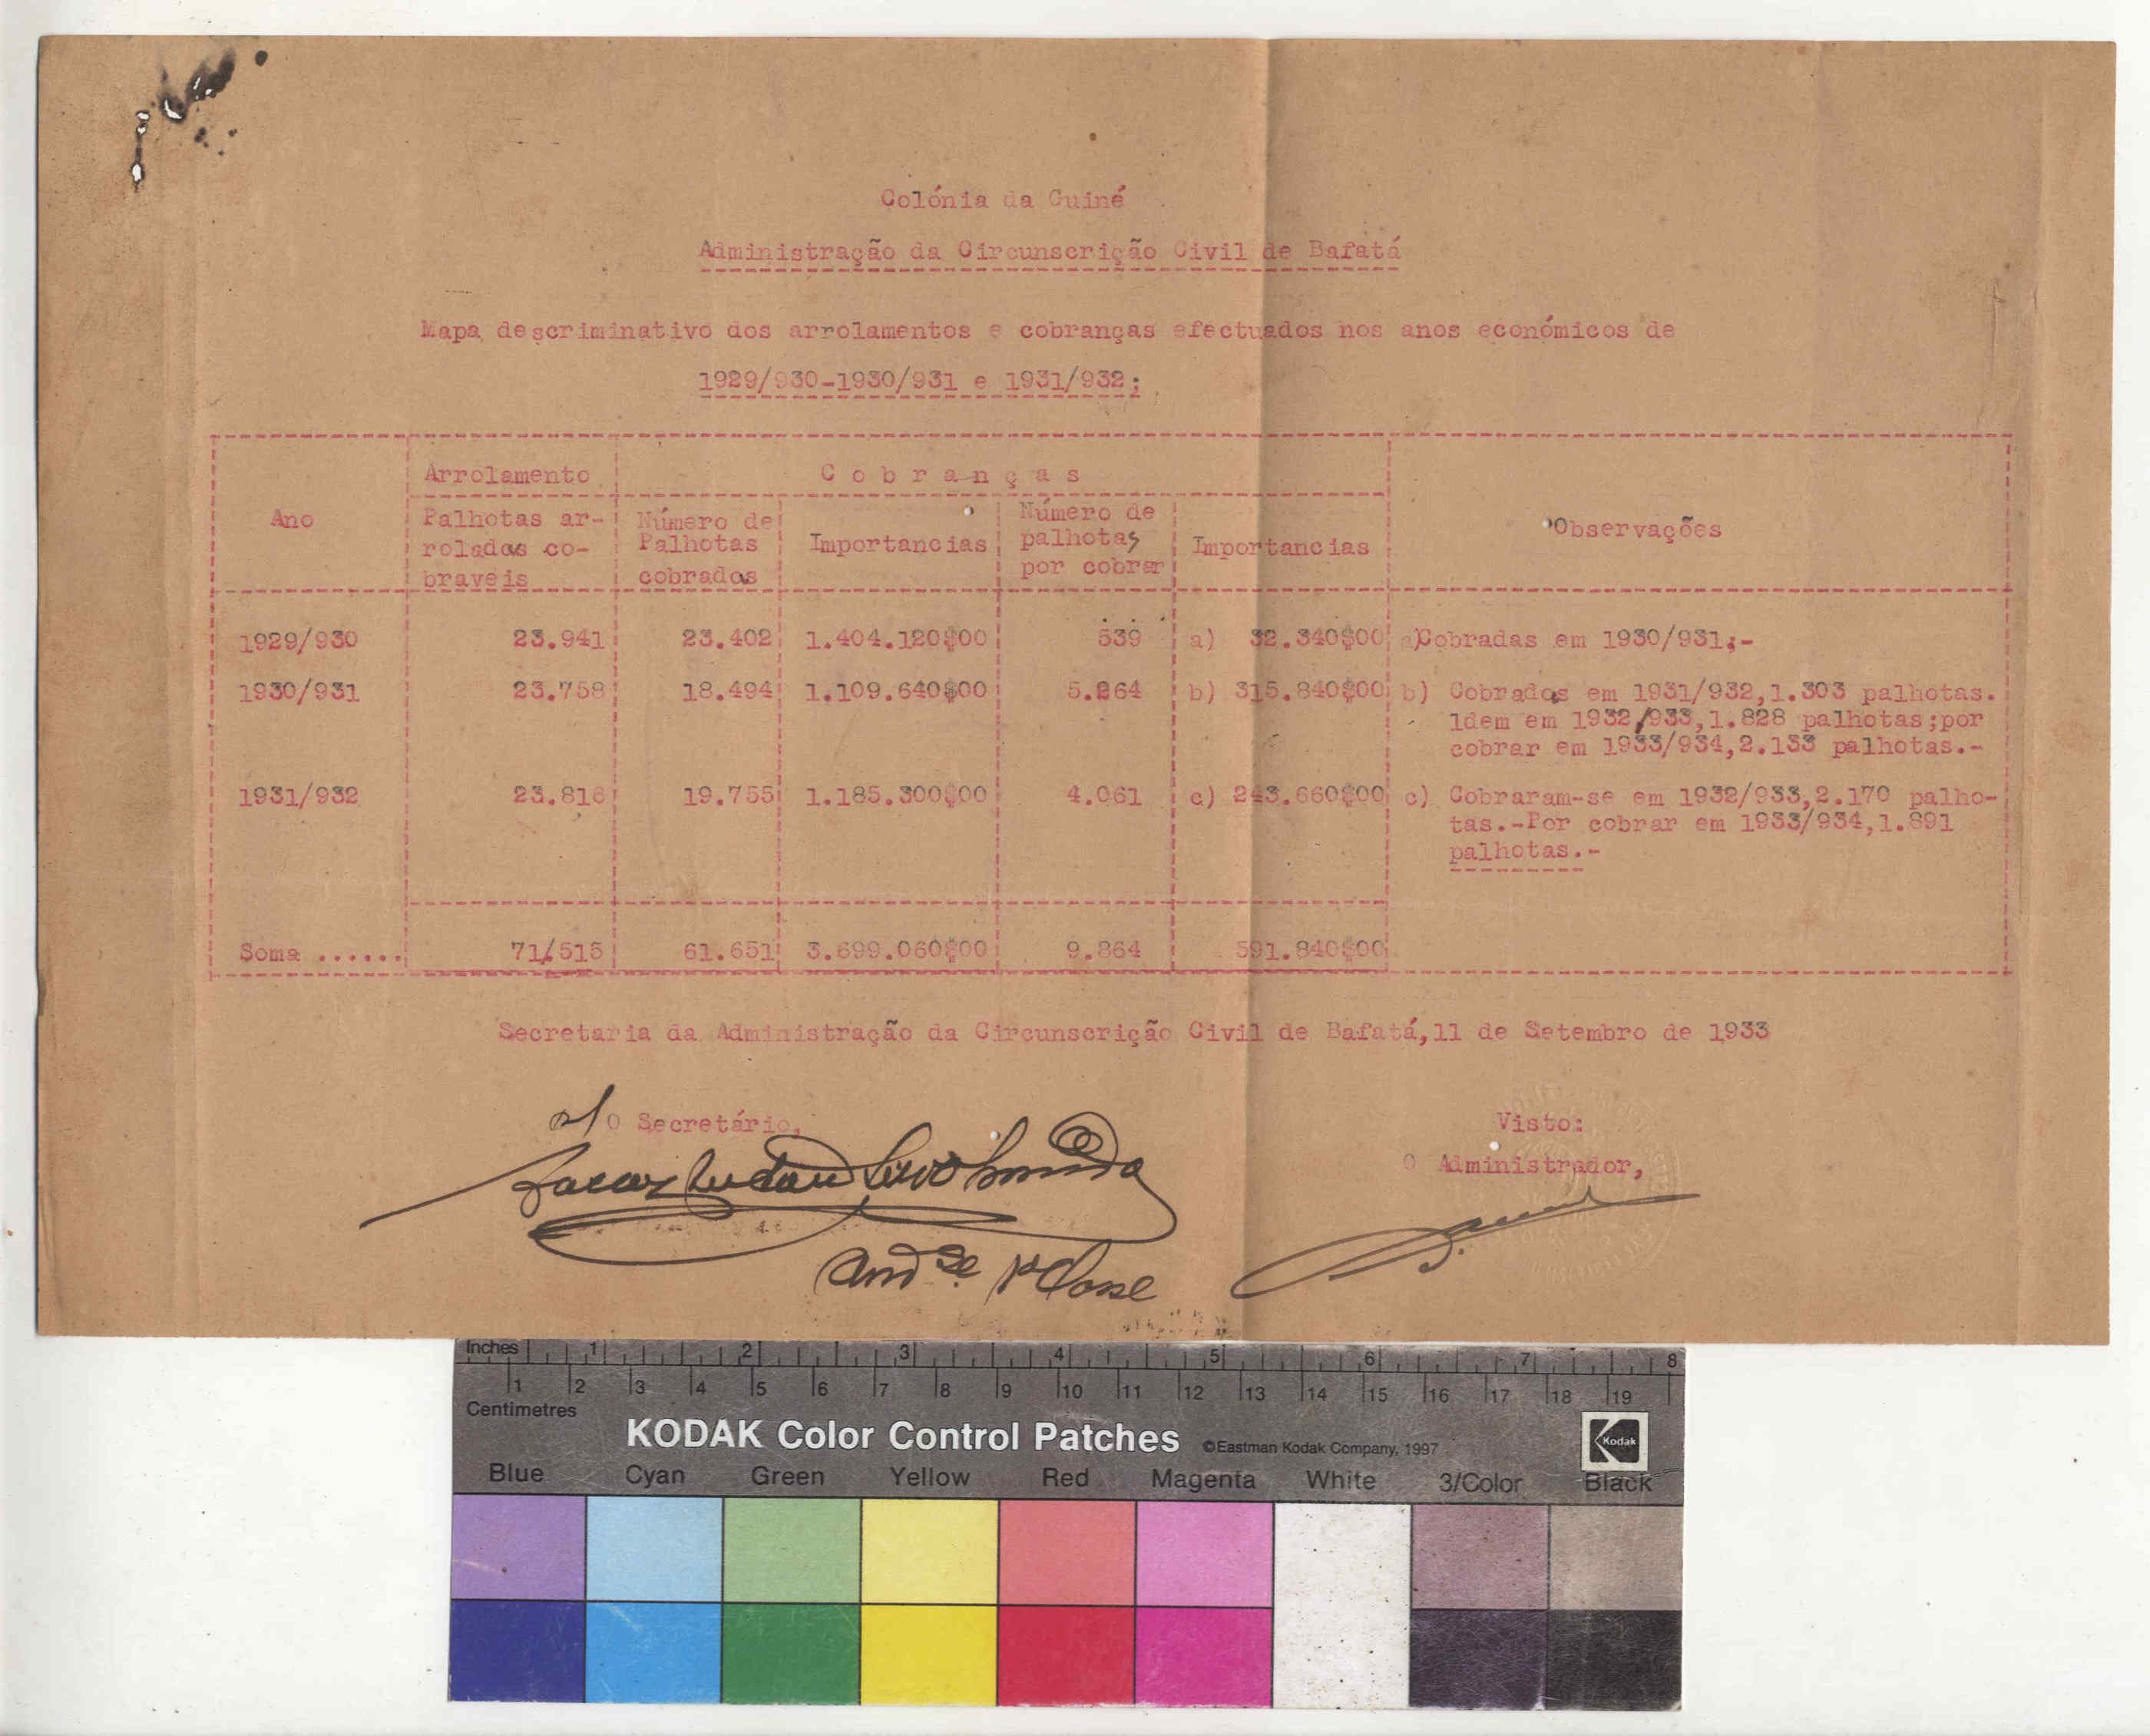 Colónia da Guiné
Administração da Circunscrição Civil de Bafatá
Mapa descriminativo dos arrolamentos e cobranças efectuados nos anos económicos de
1929/930-1930/931 e 1931/932;
Arrolamento C o b r a n ç a s
Ano Palhotas ar- Número de Importancias Número de Importancias Observações
roladas co- Palhotas palhotas
braveis cobradas por cobrar
1929/930 23.941 23.402 1.404.120$00 539 a) 32.340$00 a)Cobradas em 1930/931;-
1930/931 23.758 18.494 1.109.640$00 5.264 b) 315.840$00 b) Cobradas em 1931/932,1.303 palhotas.
1dem em 1932/933,1.828 palhotas;por
cobrar em 1933/934,2.133 palhotas.-
1931/932 23.816 19.755 1.185.300$00 4.061 c) 243.660$00 c) Cobraram-se em 1932/933,2.170 palho-
tas.-Por cobrar em 1933/934,1.891
palhotas.-
Soma ...... 71.515 61.651 3.699.060$00 9.864 591.840$00
Secretaria da Administração da Circunscrição Civil de Bafatá,11 de Setembro de 1933
O Secretário,
Visto:
O Administrador,
Inches 1 2 3 4 5 6 7 8
1 2 3 4 5 6 7 8 9 10 11 12 13 14 15 16 17 18 19
Centimetres
KODAK Color Control Patches ©Eastman Kodak Company, 1997 Kodak
Blue Cyan Green Yellow Red Magenta White 3/Color Black